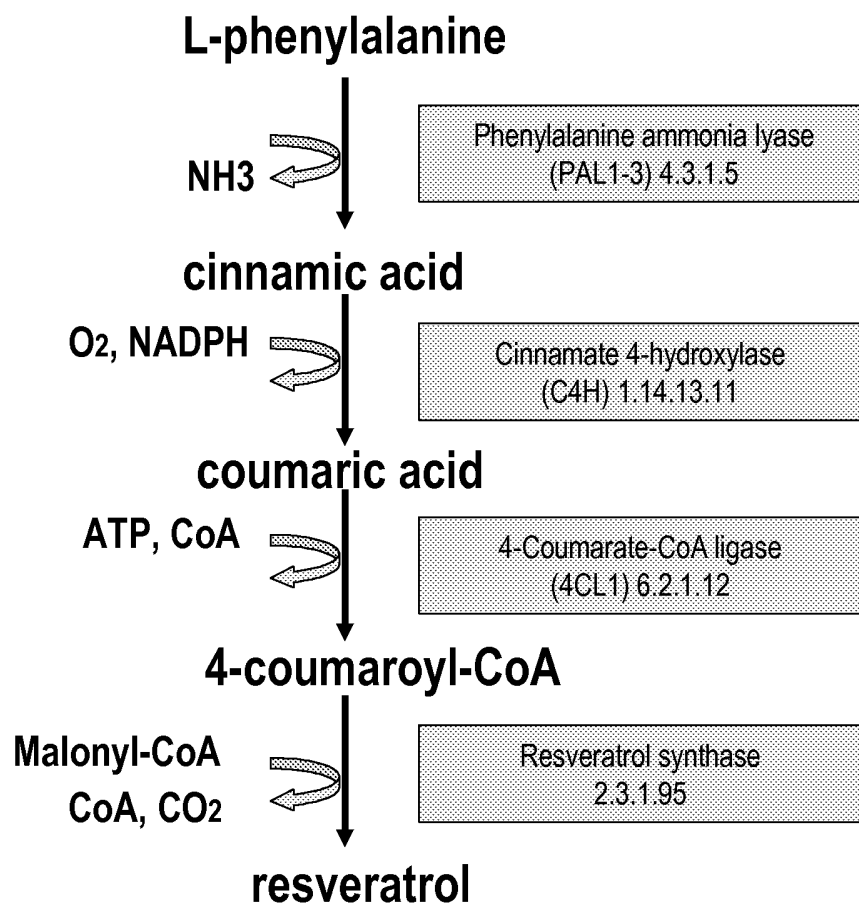 L-phenylalanine
Phenylalanine ammonia lyase
(PAL1-3) 4.3.1.5
NH3
cinnamic acid
O2, NADPH
Cinnamate 4-hydroxylase
(C4H) 1.14.13.11
coumaric acid
ATP, CoA
4-Coumarate-CoA ligase
(4CL1) 6.2.1.12
4-coumaroyl-CoA
Malonyl-CoA
CoA, CO2
Resveratrol synthase
2.3.1.95
resveratrol